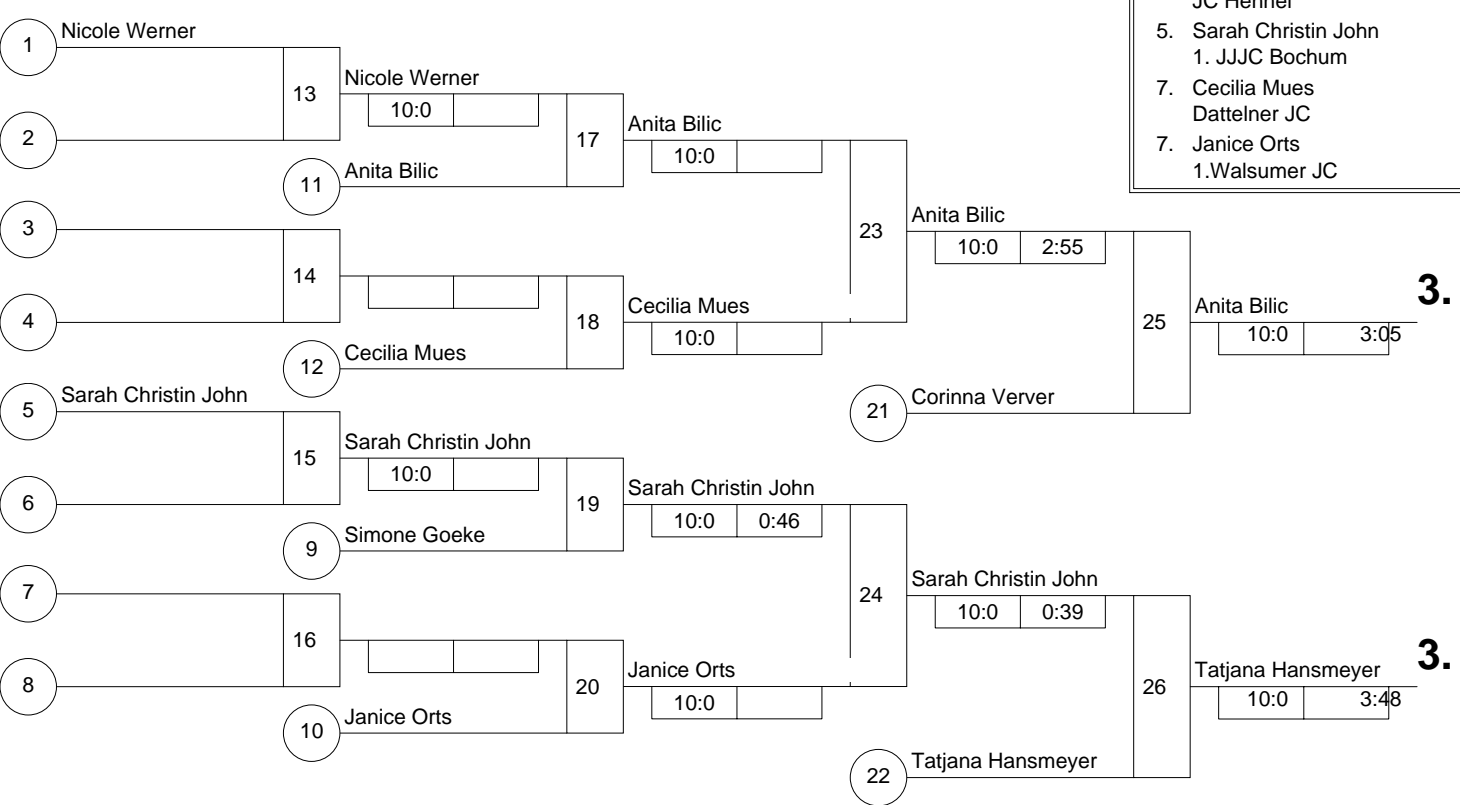 JC Hennef
5. Sarah Christin John
1. JJJC Bochum
7. Cecilia Mues
Dattelner JC
7. Janice Orts
1.Walsumer JC
1 Nicole Werner
13 Nicole Werner
10:0
2
17 Anita Bilic
10:0
11 Anita Bilic
3
23 Anita Bilic
10:0 2:55
14
4
18 Cecilia Mues
10:0
12 Cecilia Mues
25 Anita Bilic 3.
10:0 3:05
5 Sarah Christin John
21 Corinna Verver
15 Sarah Christin John
10:0
6
19 Sarah Christin John
10:0 0:46
9 Simone Goeke
7
24 Sarah Christin John
10:0 0:39
16
8
20 Janice Orts
10:0
10 Janice Orts
26 Tatjana Hansmeyer 3.
10:0 3:48
22 Tatjana Hansmeyer